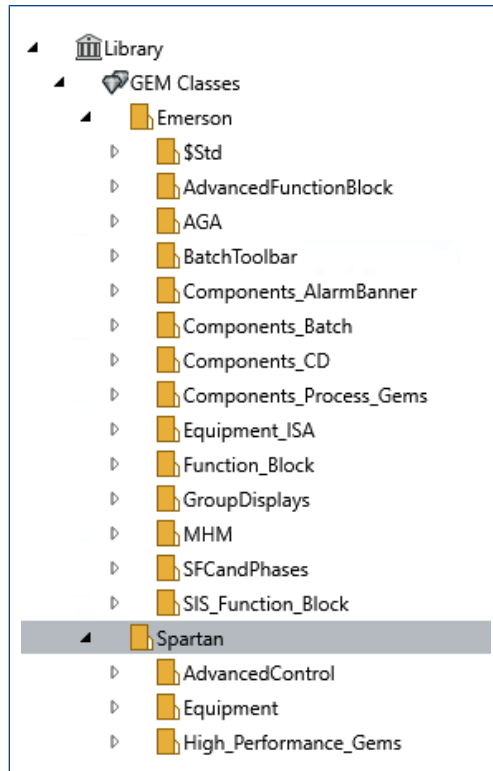 Library
GEM Classes
Emerson
$Std
AdvancedFunctionBlock
AGA
BatchToolbar
Components_AlarmBanner
Components_Batch
Components_CD
Components_Process_Gems
Equipment_ISA
Function_Block
GroupDisplays
MHM
SFCandPhases
SIS_Function_Block
Spartan
AdvancedControl
Equipment
High_Performance_Gems